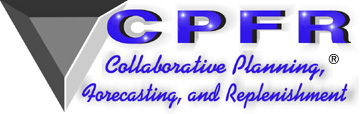 CPFR
Collaborative Planning, ®
Forecasting, and Replenishment